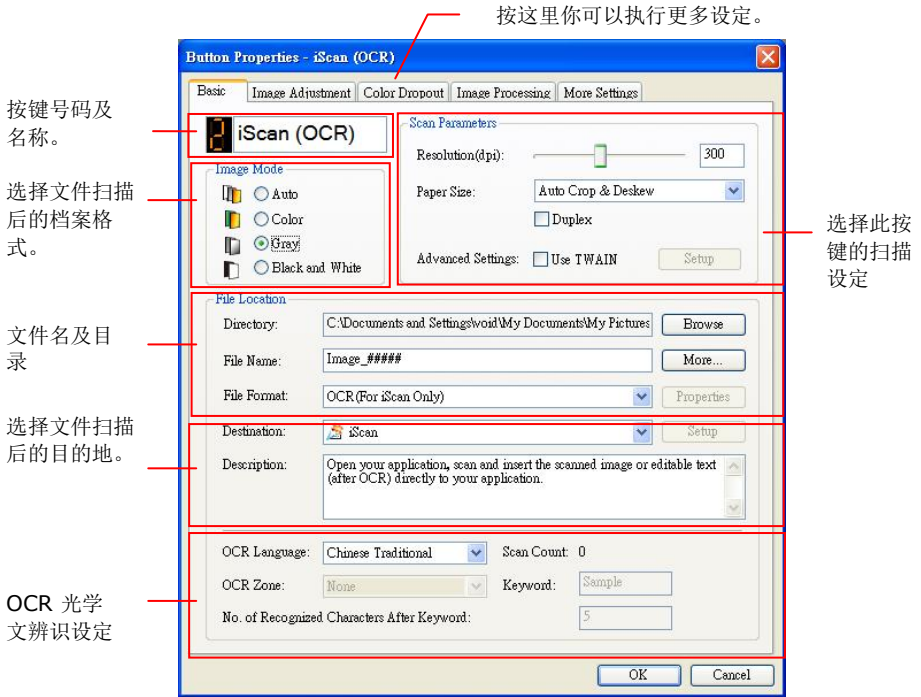 按这里你可以执行更多设定。
Button Properties - iScan (OCR)
Basic Image Adjustment Color Dropout Image Processing More Settings
按键号码及
名称。
2 iScan (OCR)
Scan Parameters
Resolution(dpi): 300
Paper Size: Auto Crop & Deskew
Duplex
Advanced Settings: Use TWAIN Setup
选择此按
键的扫描
设定
选择文件扫描
后的档案格
式。
Image Mode
Auto
Color
Gray
Black and White
文件名及目
录
File Location
Directory: C:\Documents and Settings\void\My Documents\My Pictures Browse
File Name: Image_##### More...
File Format: OCR(For iScan Only) Properties
选择文件扫描
后的目的地。
Destination: iScan Setup
Description: Open your application, scan and insert the scanned image or editable text
(after OCR) directly to your application.
OCR 光学
文辨识设定
OCR Language: Chinese Traditional Scan Count: 0
OCR Zone: None Keyword: Sample
No. of Recognized Characters After Keyword: 5
OK Cancel